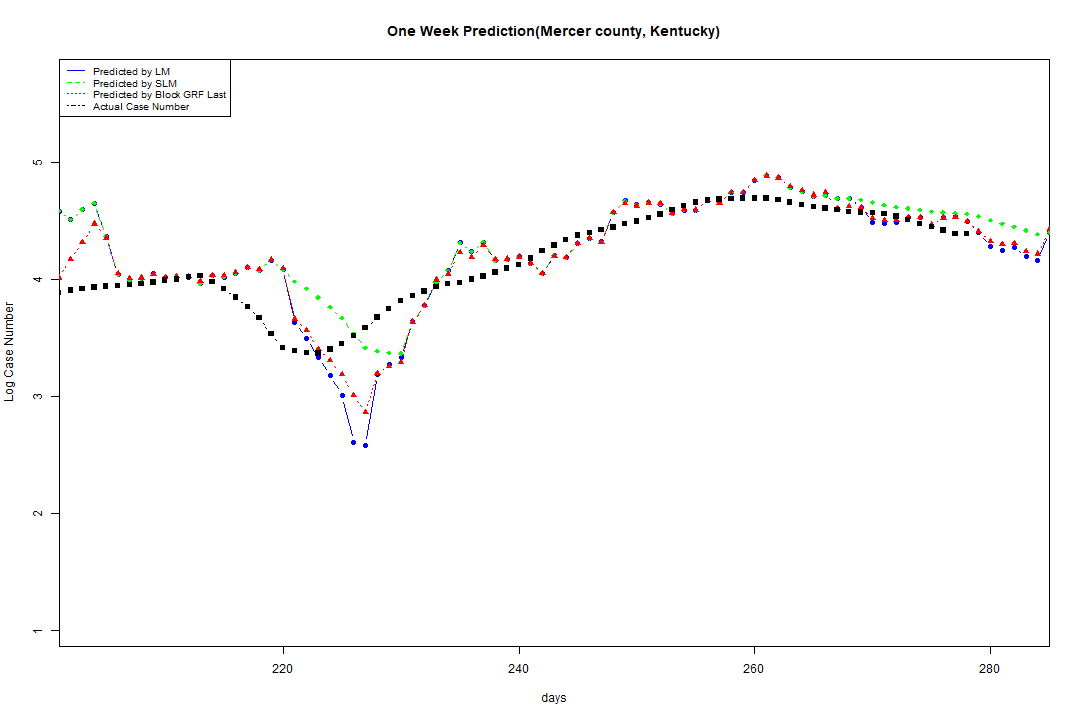 One Week Prediction(Mercer county, Kentucky)
Predicted by LM
Predicted by SLM
Predicted by Block GRF Last
Actual Case Number
5
4
3
2
1
Log Case Number
220 240 260 280
days